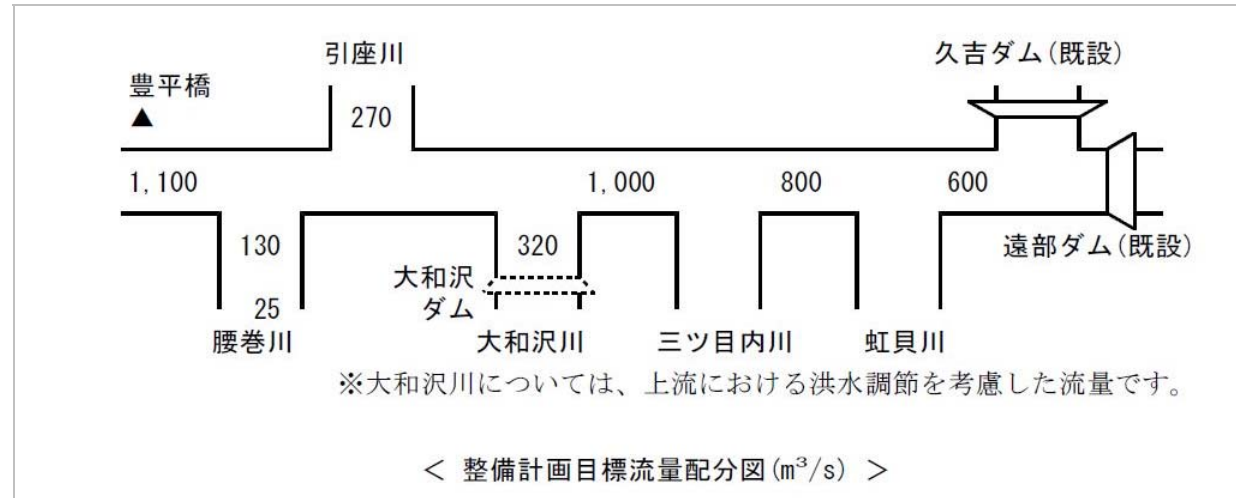 引座川
久吉ダム(既設)
豊平橋
▲
270
1,100
1,000
800
600
130
320
遠部ダム(既設)
大和沢
ダム
25
腰巻川
大和沢川
三ツ目内川
虹貝川
※大和沢川については、上流における洪水調節を考慮した流量です。
＜ 整備計画目標流量配分図(m³/s) ＞